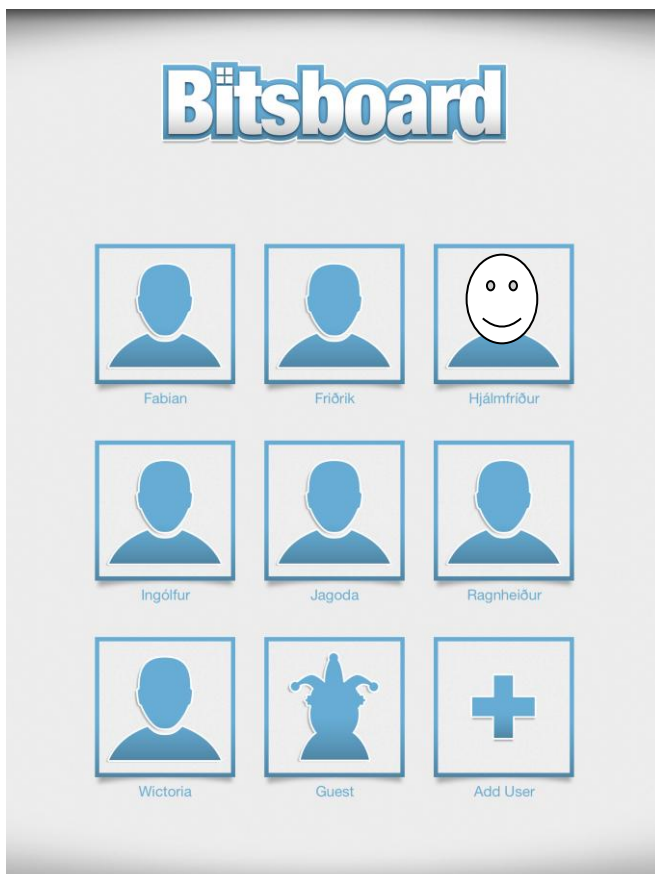 Bitsboard
Fabian Friðrik Hjálmfríður
Ingólfur Jagoda Ragnheiður
Wictoria Guest Add User